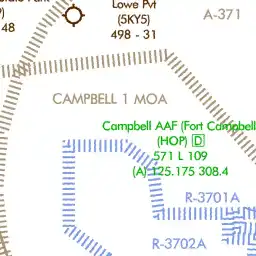 Lowe Pvt
(5KY5)
498 - 31
48
A-371
CAMPBELL 1 MOA
Campbell AAF (Fort Campbell
(HOP) D
571 L 109
(A) 125.175 308.4
R-3701A
R-3702A